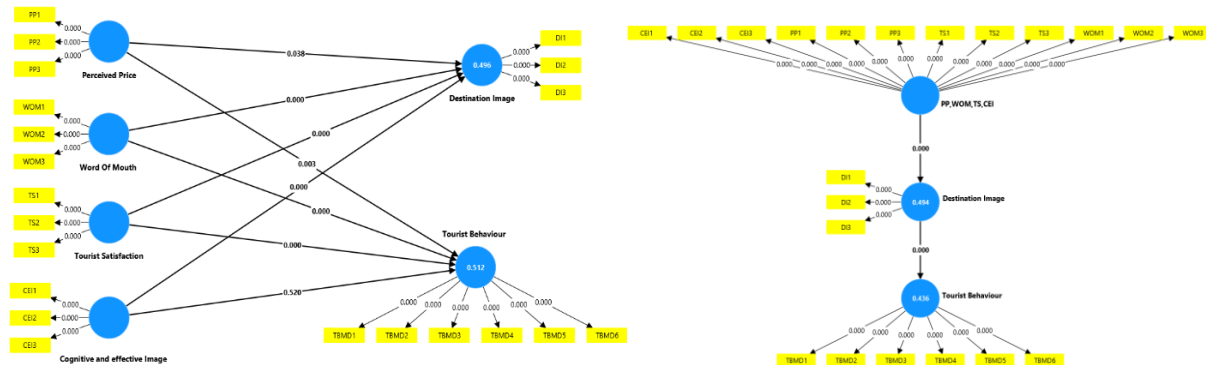 PP1
0.000
PP2
0.000
PP3
0.000
Perceived Price
WOM1
0.000
WOM2
0.000
WOM3
0.000
Word Of Mouth
TS1
0.000
TS2
0.000
TS3
0.000
Tourist Satisfaction
CEI1
0.000
CEI2
0.000
CEI3
0.000
Cognitive and effective Image
0.038
0.000
0.000
0.003
0.000
0.000
0.000
0.520
0.496
Destination Image
0.000 DI1
0.000 DI2
0.000 DI3
Tourist Behaviour
0.512
0.000 0.000 0.000 0.000 0.000 0.000
TBMD1 TBMD2 TBMD3 TBMD4 TBMD5 TBMD6
CEI1 CEI2 CEI3 PP1 PP2 PP3 TS1 TS2 TS3 WOM1 WOM2 WOM3
0.000 0.000 0.000 0.000 0.000 0.000 0.000 0.000 0.000 0.000 0.000 0.000
PP,WOM,TS,CEI
0.000
DI1
0.000
DI2
0.000
DI3
0.000
0.494
Destination Image
0.000
0.436
Tourist Behaviour
0.000 0.000 0.000 0.000 0.000 0.000
TBMD1 TBMD2 TBMD3 TBMD4 TBMD5 TBMD6